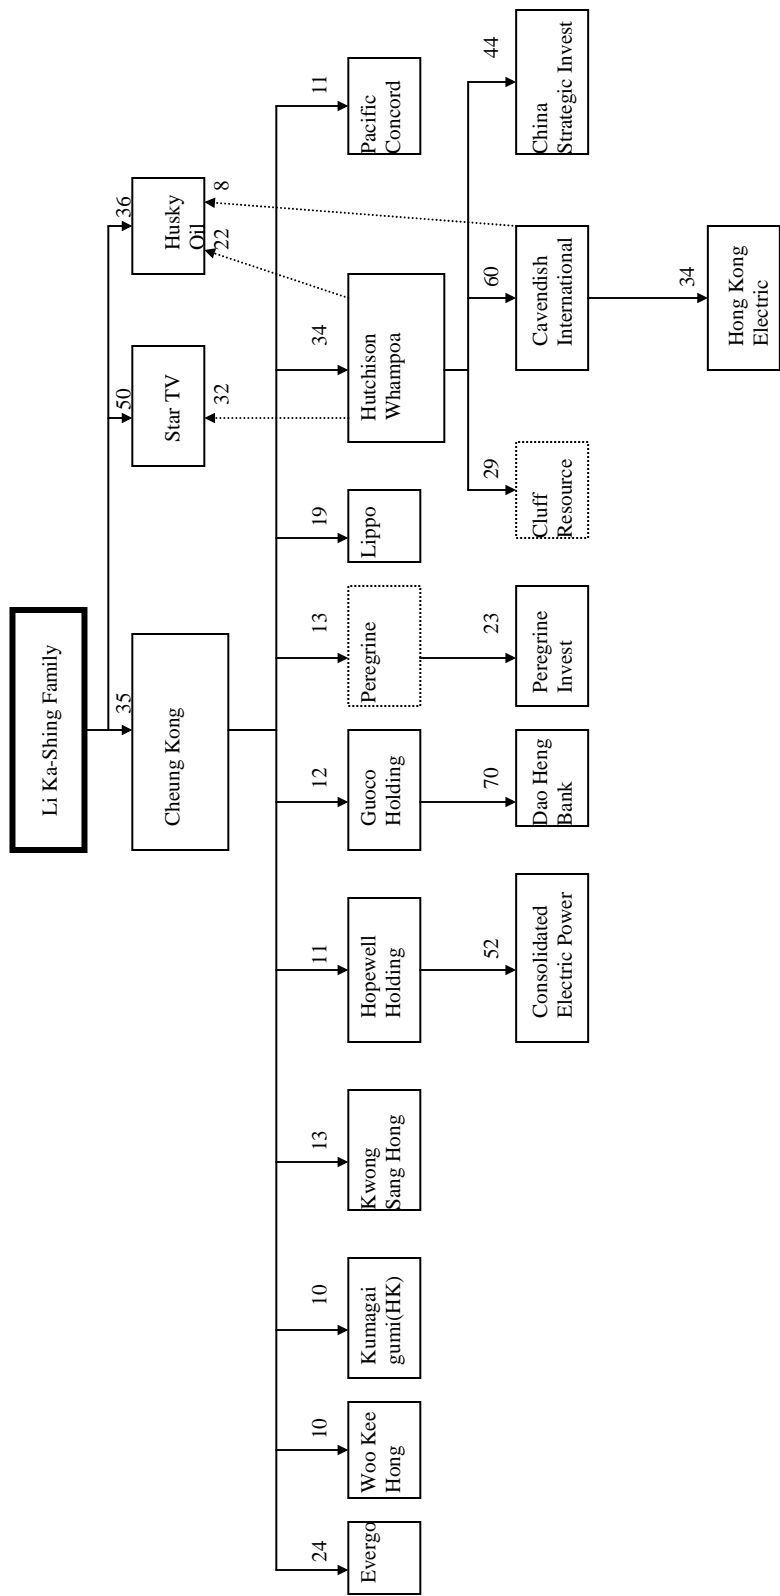 Li Ka-Shing Family
35
50
36
Cheung Kong
Star TV
Husky
Oil
32
22
8
24
10
10
13
11
12
13
19
34
11
Evergo
Woo Kee
Hong
Kumagai
gumi(HK)
Kwong
Sang Hong
Hopewell
Holding
Guoco
Holding
Peregrine
Lippo
Hutchison
Whampoa
Pacific
Concord
52
70
23
29
60
44
Consolidated
Electric Power
Dao Heng
Bank
Peregrine
Invest
Cluff
Resource
Cavendish
International
China
Strategic Invest
34
Hong Kong
Electric